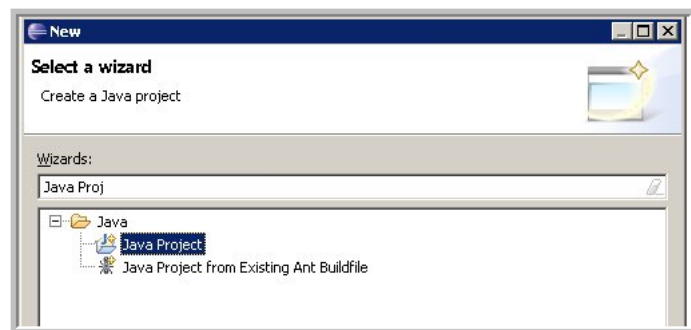 New
Select a wizard
Create a Java project
Wizards:
Java Proj
Java
Java Project
Java Project from Existing Ant Buildfile